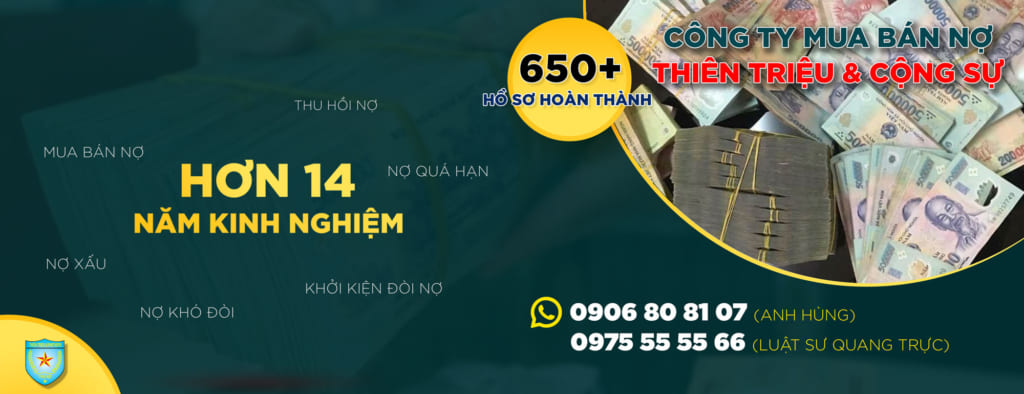 CÔNG TY MUA BÁN NỢ
THIÊN TRIỆU & CỘNG SỰ
650+
HỒ SƠ HOÀN THÀNH
THU HỒI NỢ
MUA BÁN NỢ
NỢ QUÁ HẠN
HƠN 14
NĂM KINH NGHIỆM
NỢ XẤU
KHỞI KIỆN ĐÒI NỢ
NỢ KHÓ ĐÒI
0906 80 81 07 (ANH HÙNG)
0975 55 55 66 (LUẬT SƯ QUANG TRỰC)